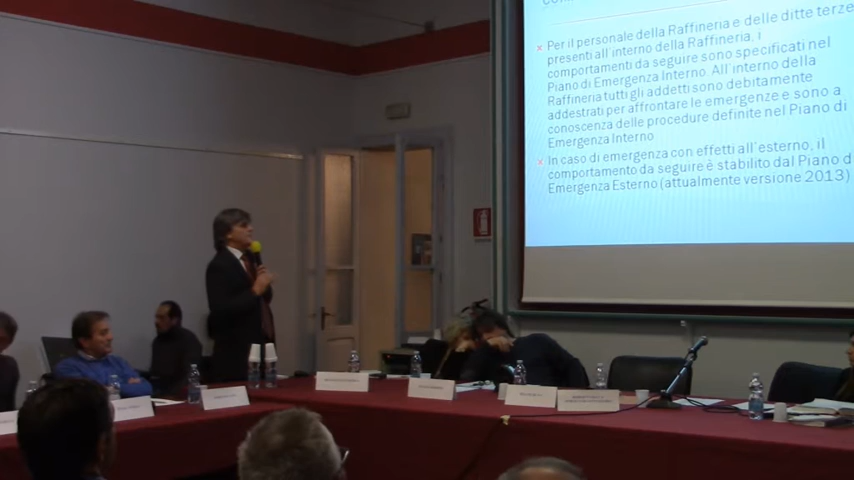 Per il personale della Raffineria e delle ditte terze
presenti all'interno della Raffineria, i
comportamenti da seguire sono specificati nel
Piano di Emergenza Interno. All'interno della
Raffineria tutti gli addetti sono debitamente
addestrati per affrontare le emergenze e sono a
conoscenza delle procedure definite nel Piano di
Emergenza Interno
In caso di emergenza con effetti all'esterno, il
comportamento da seguire è stabilito dal Piano d
Emergenza Esterno (attualmente versione 2013)